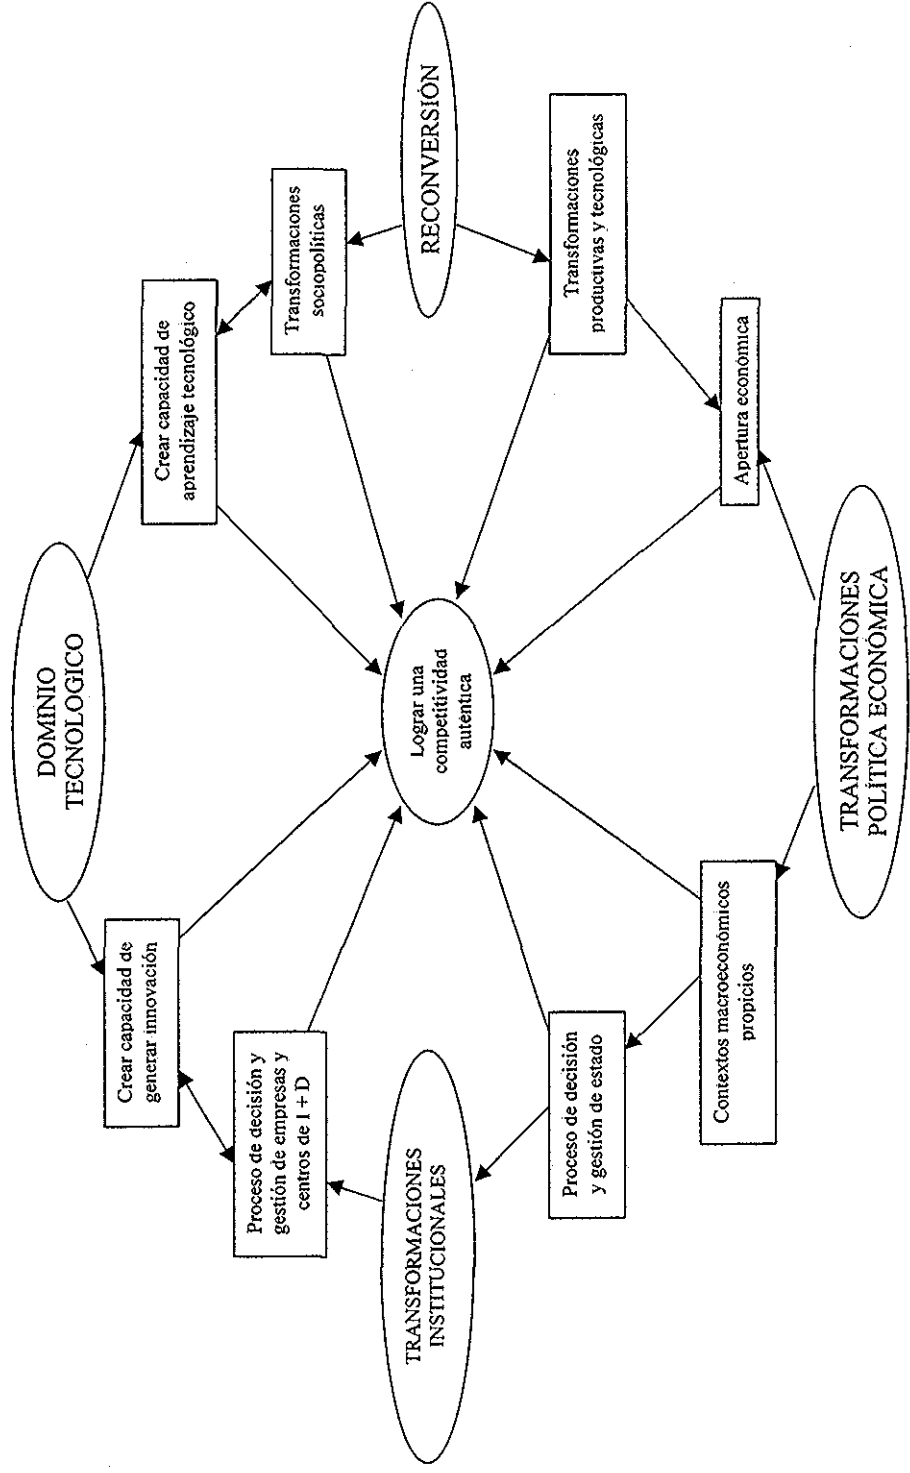 DOMINIO
TECNOLOGICO
Crear capacidad de
generar innovación
Crear capacidad de
aprendizaje tecnológico
Proceso de decisión y
gestión de empresas y
centros de I + D
Transformaciones
sociopolíticas
TRANSFORMACIONES
INSTITUCIONALES
Lograr una
competitividad
auténtica
RECONVERSIÓN
Proceso de decisión
y gestión de estado
Transformaciones
productivas y tecnológicas
Contextos macroeconómicos
propicios
Apertura económica
TRANSFORMACIONES
POLÍTICA ECONÓMICA